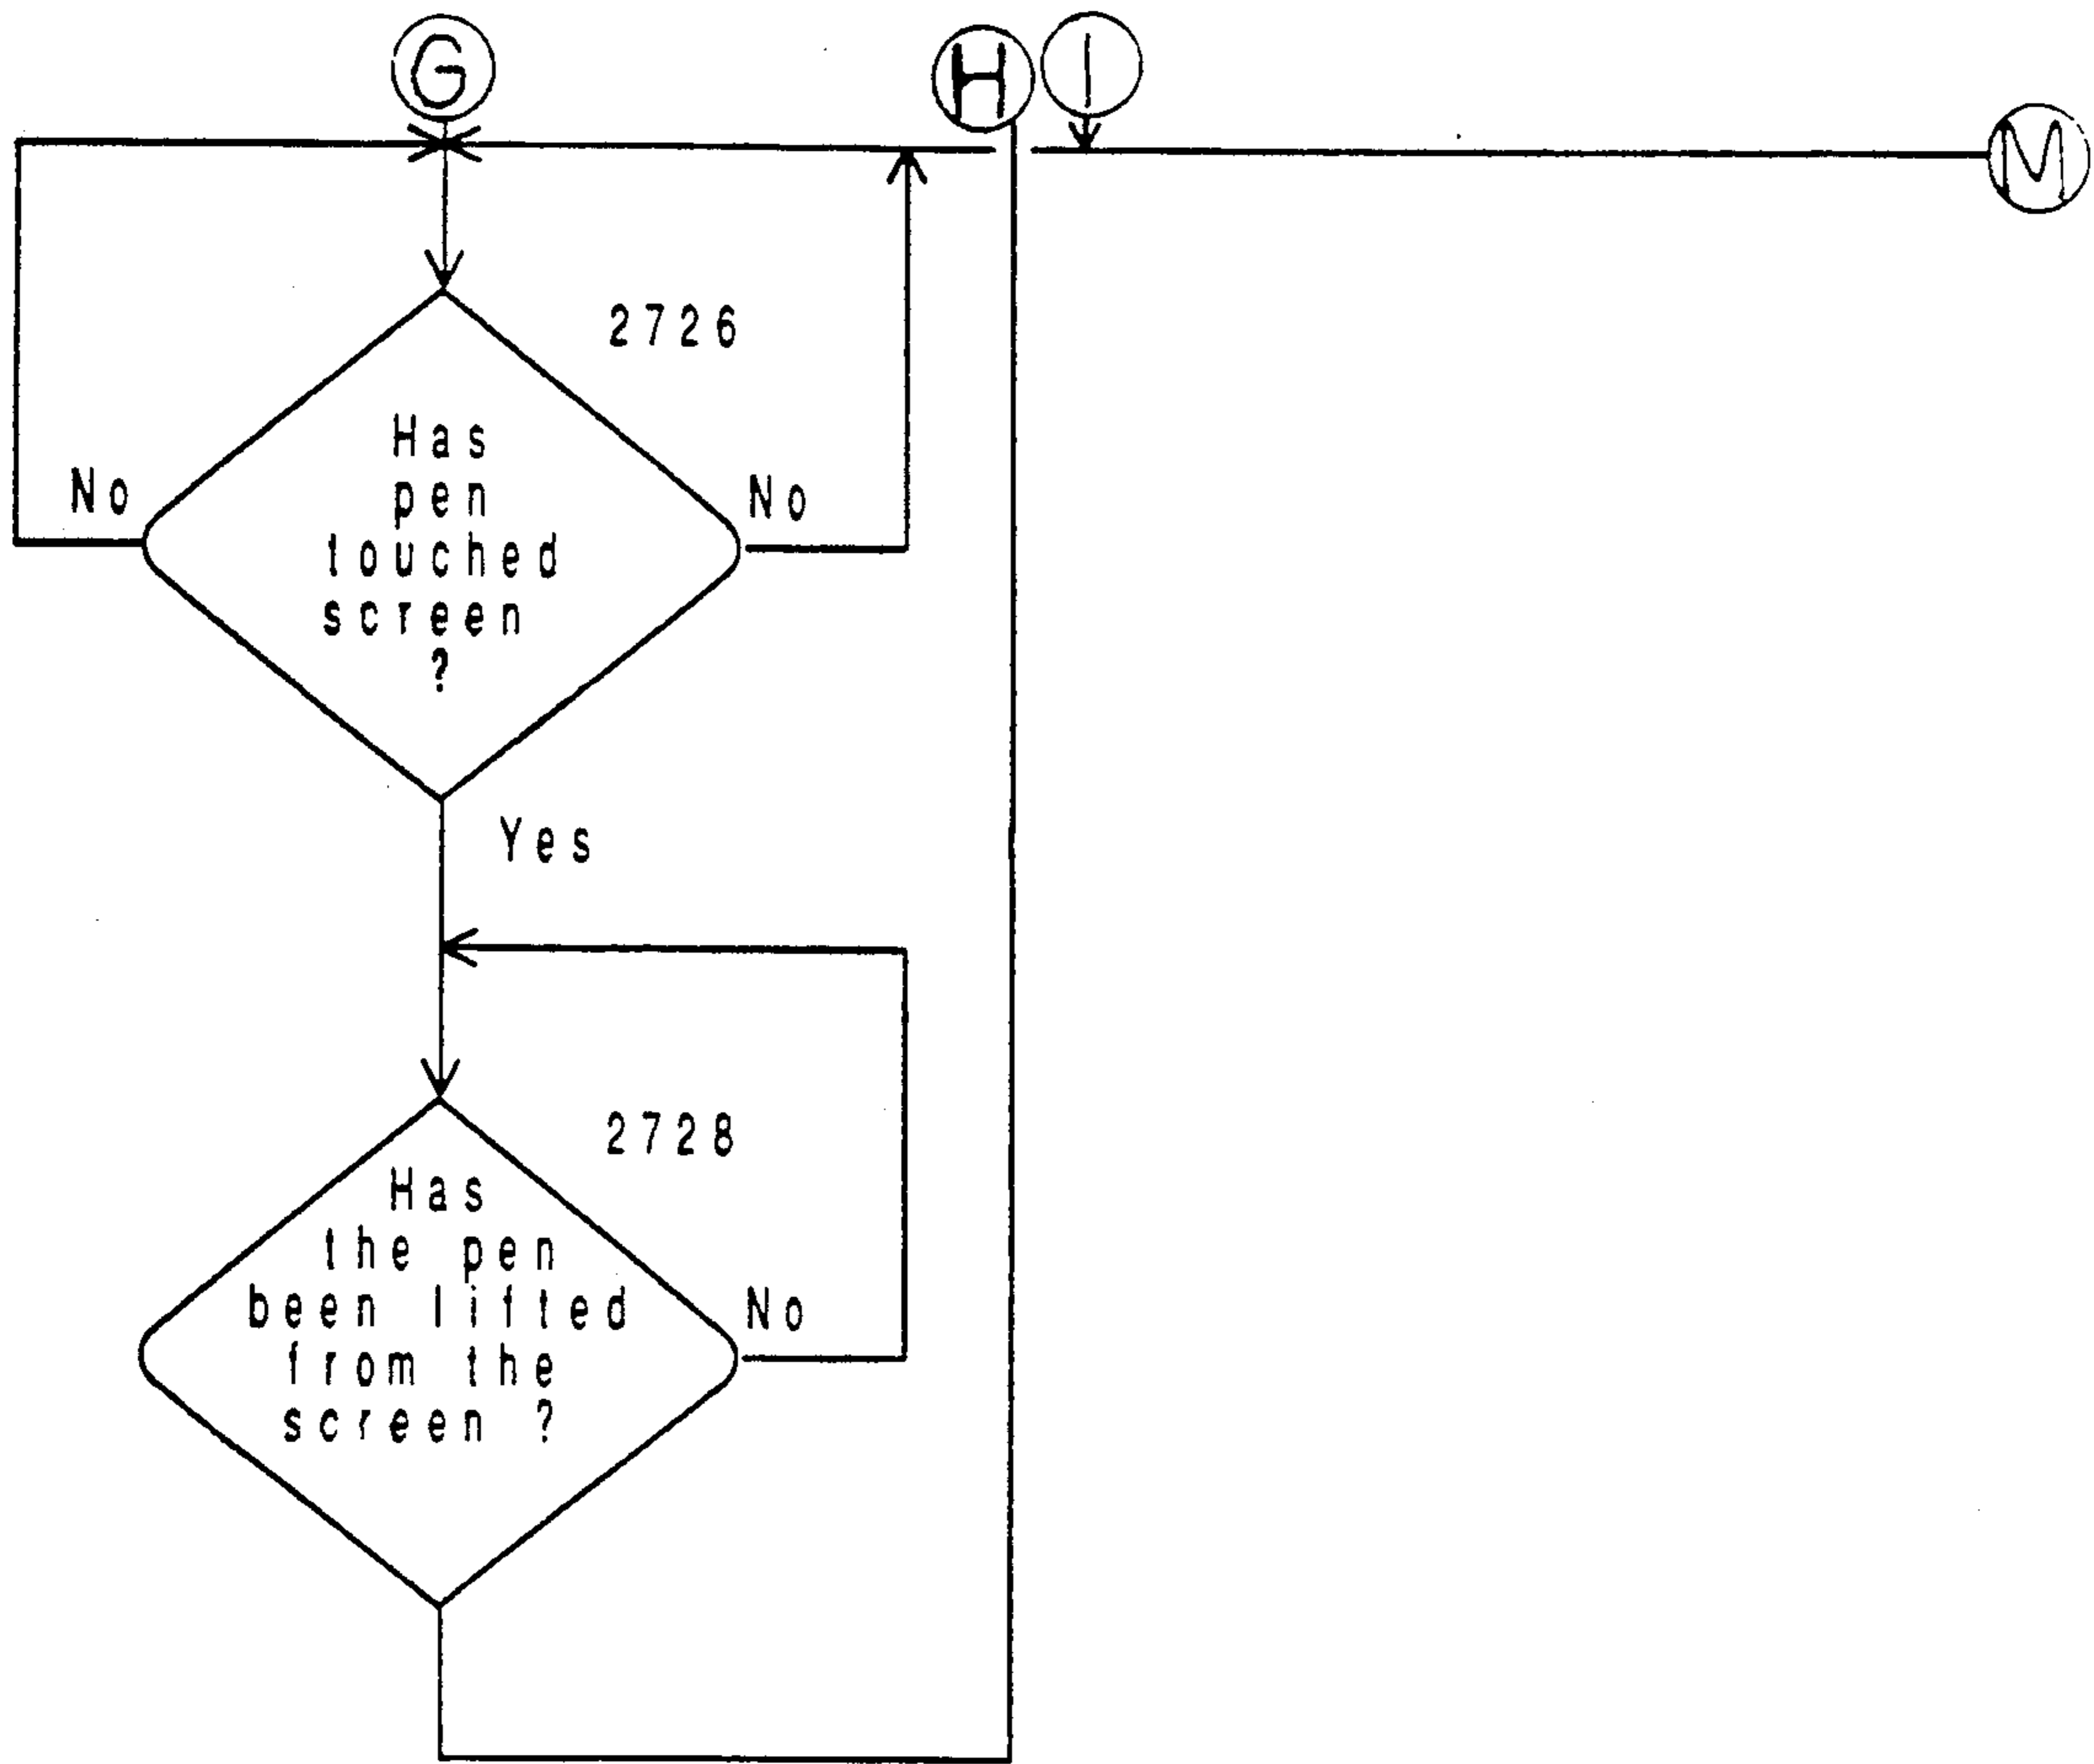 G
H
I
M
2726
Has
pen
touched
screen
?
No
No
Yes
2728
Has
the pen
been lifted
from the
screen ?
No